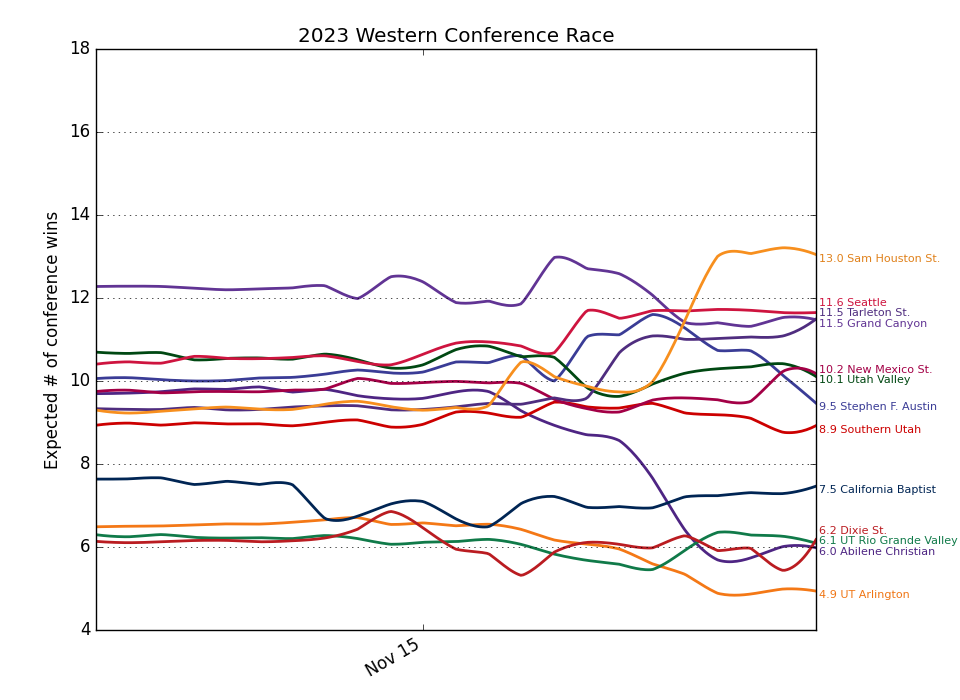 2023 Western Conference Race
18
16
14
12
10
8
6
4
Expected # of conference wins
Nov 15
13.0 Sam Houston St.
11.6 Seattle
11.5 Tarleton St.
11.5 Grand Canyon
10.2 New Mexico St.
10.1 Utah Valley
9.5 Stephen F. Austin
8.9 Southern Utah
7.5 California Baptist
6.2 Dixie St.
6.1 UT Rio Grande Valley
6.0 Abilene Christian
4.9 UT Arlington